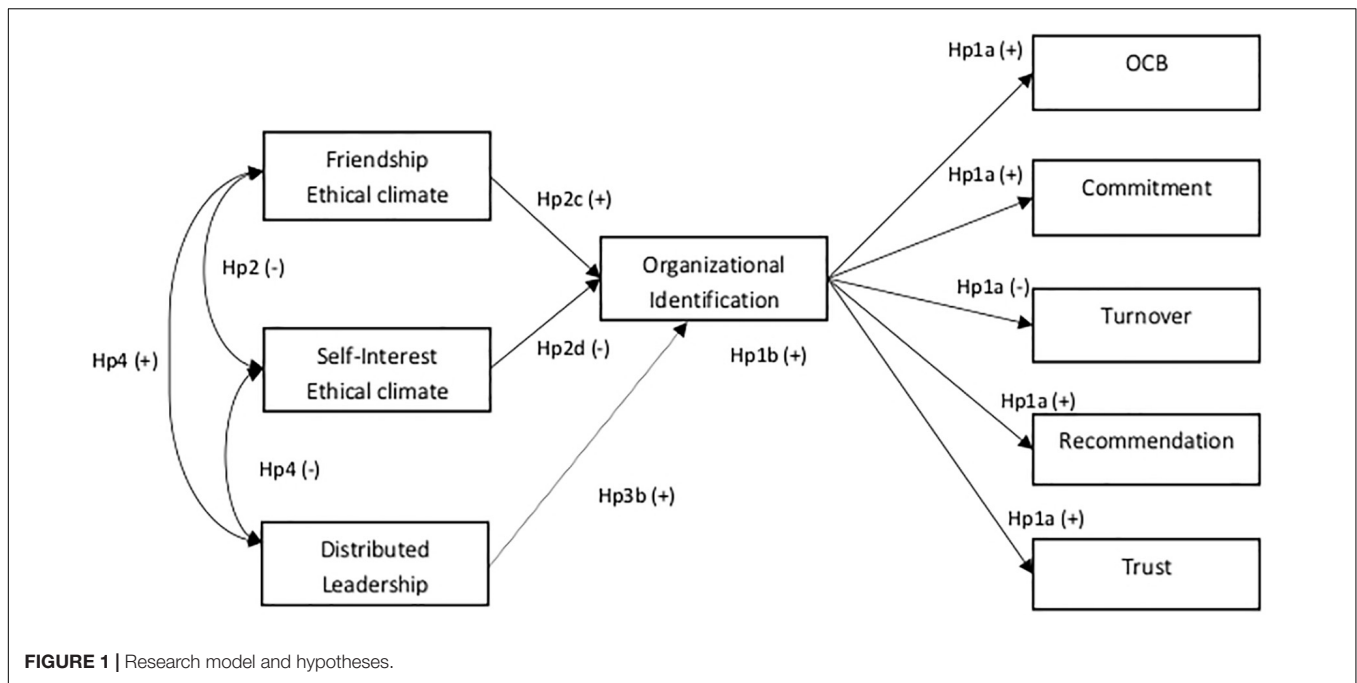 Hp1a (+)
OCB
Friendship
Ethical climate
Hp1a (+)
Commitment
Hp2c (+)
Hp2 (-)
Organizational
Identification
Hp1a (-)
Turnover
Hp4 (+)
Self-Interest
Ethical climate
Hp2d (-)
Hp1b (+)
Hp1a (+)
Recommendation
Hp4 (-)
Hp3b (+)
Hp1a (+)
Distributed
Leadership
Trust
FIGURE 1 | Research model and hypotheses.